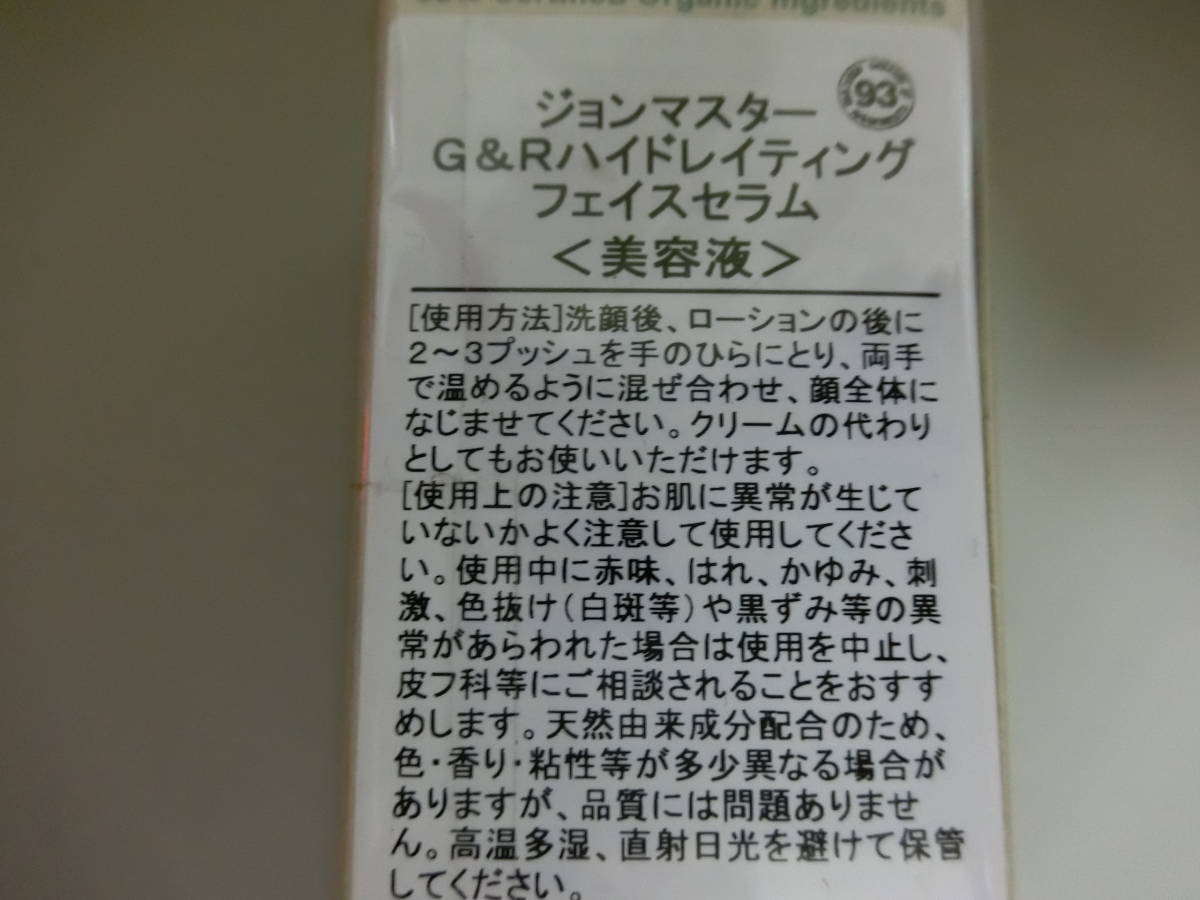 Certified Organic Ingredients
93
ジョンマスター
G&Rハイドレイティング
フェイスセラム
＜美容液＞
[使用方法]洗顔後、ローションの後に
2～3プッシュを手のひらにとり、両手
で温めるように混ぜ合わせ、顔全体に
なじませてください。クリームの代わり
としてもお使いいただけます。
[使用上の注意]お肌に異常が生じて
いないかよく注意して使用してくださ
い。使用中に赤味、はれ、かゆみ、刺
激、色抜け(白斑等)や黒ずみ等の異
常があらわれた場合は使用を中止し、
皮フ科等にご相談されることをおすす
めします。天然由来成分配合のため、
色・香り・粘性等が多少異なる場合が
ありますが、品質には問題ありませ
ん。高温多湿、直射日光を避けて保管
してください。